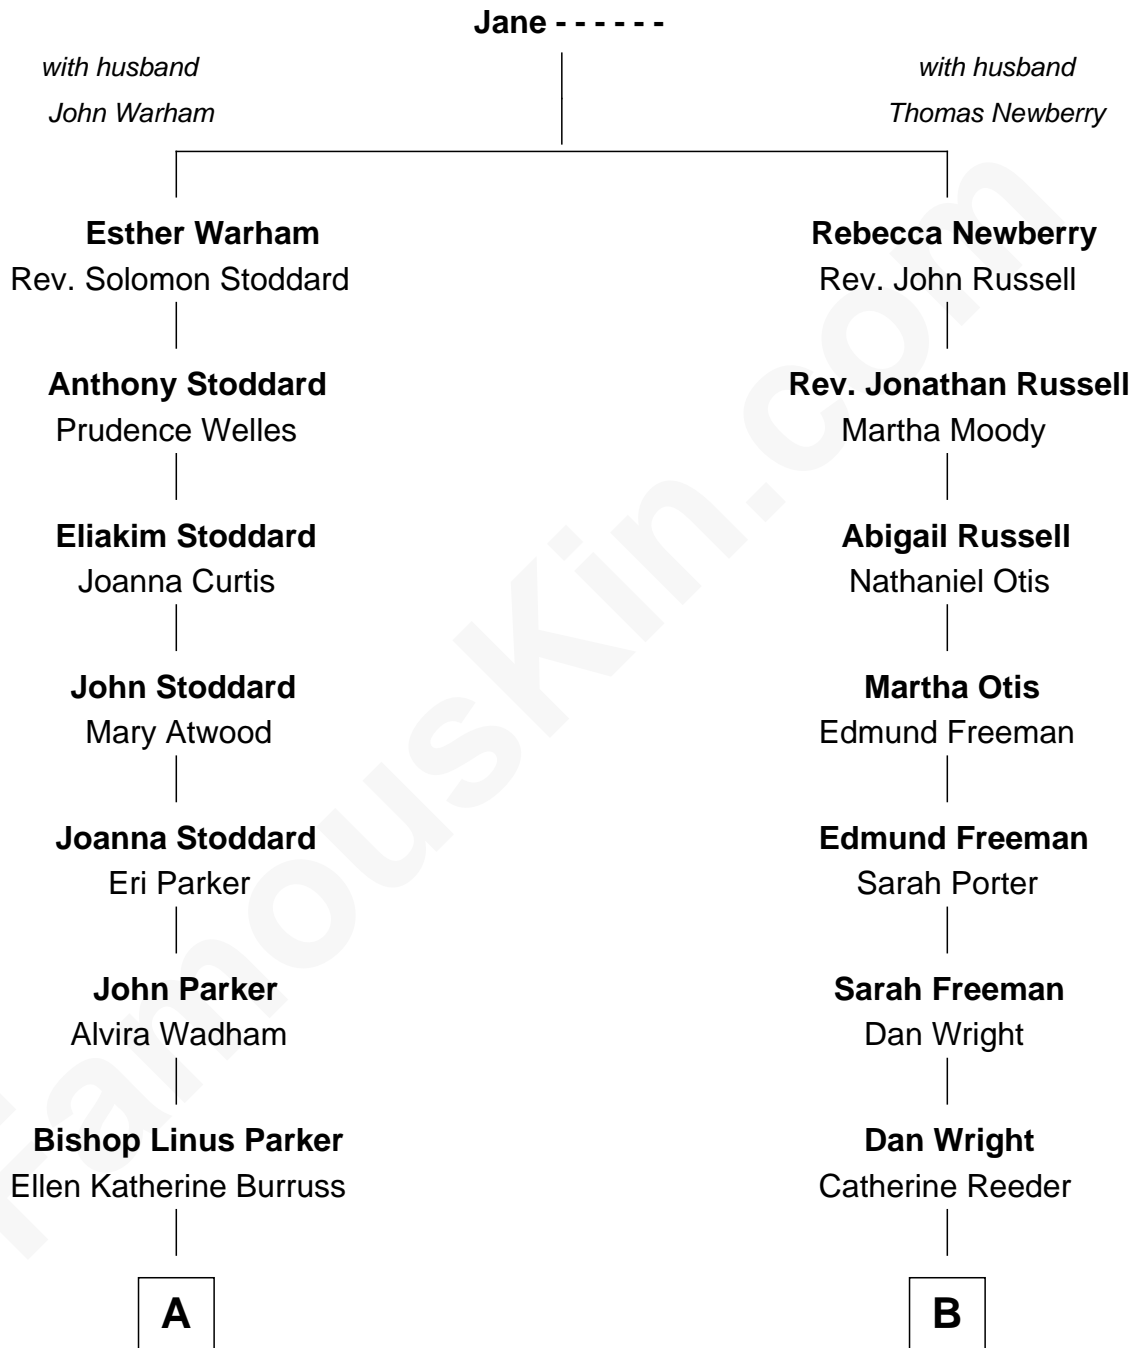 Jane - - - - - -
with husband
John Warham
with husband
Thomas Newberry
Esther Warham
Rev. Solomon Stoddard
Rebecca Newberry
Rev. John Russell
Anthony Stoddard
Prudence Welles
Rev. Jonathan Russell
Martha Moody
Eliakim Stoddard
Joanna Curtis
Abigail Russell
Nathaniel Otis
John Stoddard
Mary Atwood
Martha Otis
Edmund Freeman
Joanna Stoddard
Eri Parker
Edmund Freeman
Sarah Porter
John Parker
Alvira Wadham
Sarah Freeman
Dan Wright
Bishop Linus Parker
Ellen Katherine Burruss
Dan Wright
Catherine Reeder
A
B
FamousKin.com